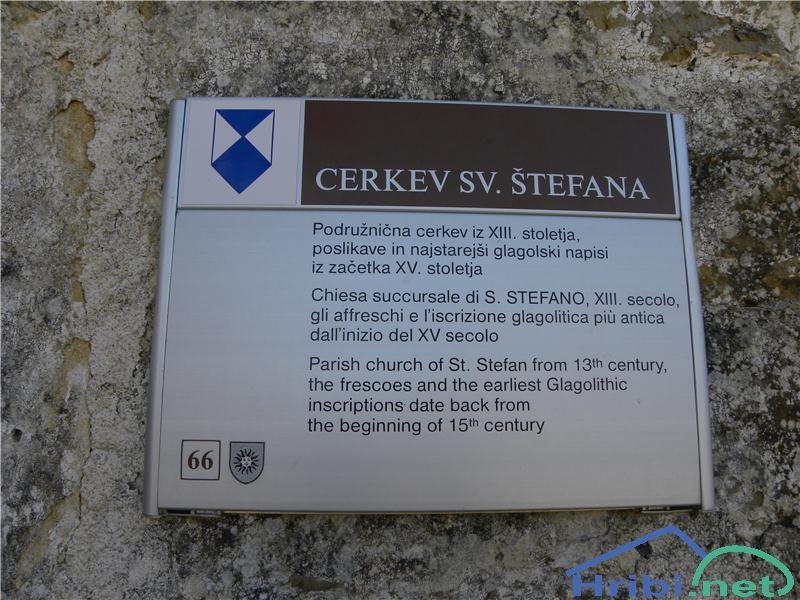 CERKEV SV. ŠTEFANA
Podružnična cerkev iz XIII. stoletja,
poslikave in najstarejši glagolski napisi
iz začetka XV. stoletja
Chiesa succursale di S. STEFANO, XIII. secolo,
gli affreschi e l'iscrizione glagolitica più antica
dall'inizio del XV secolo
Parish church of St. Stefan from 13th century,
the frescoes and the earliest Glagolithic
inscriptions date back from
the beginning of 15th century
66
Hribi.net